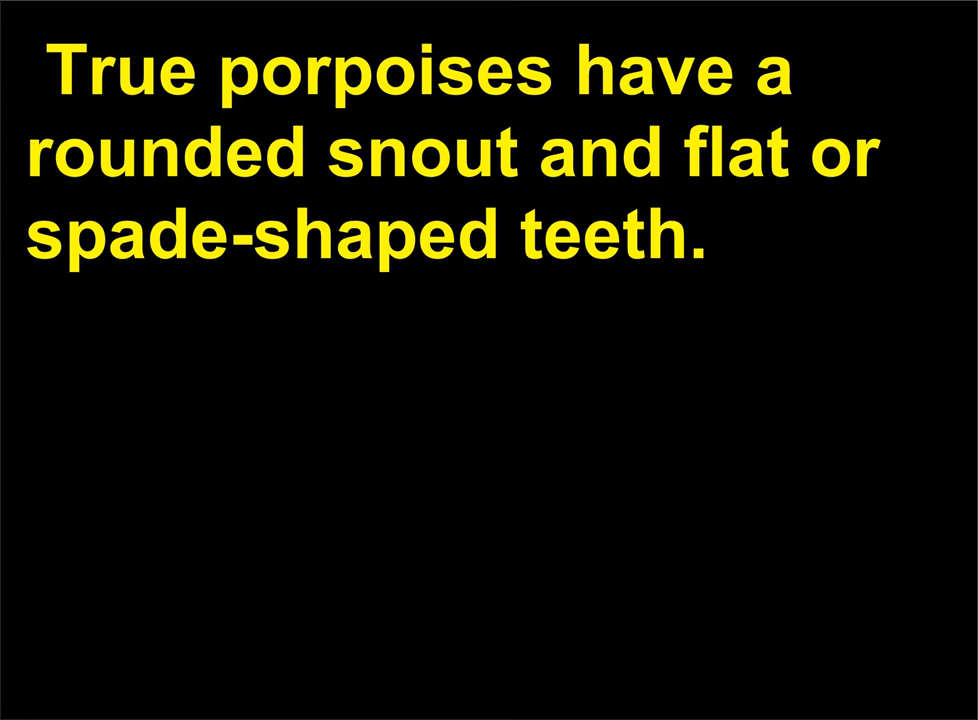 True porpoises have a
rounded snout and flat or
spade-shaped teeth.